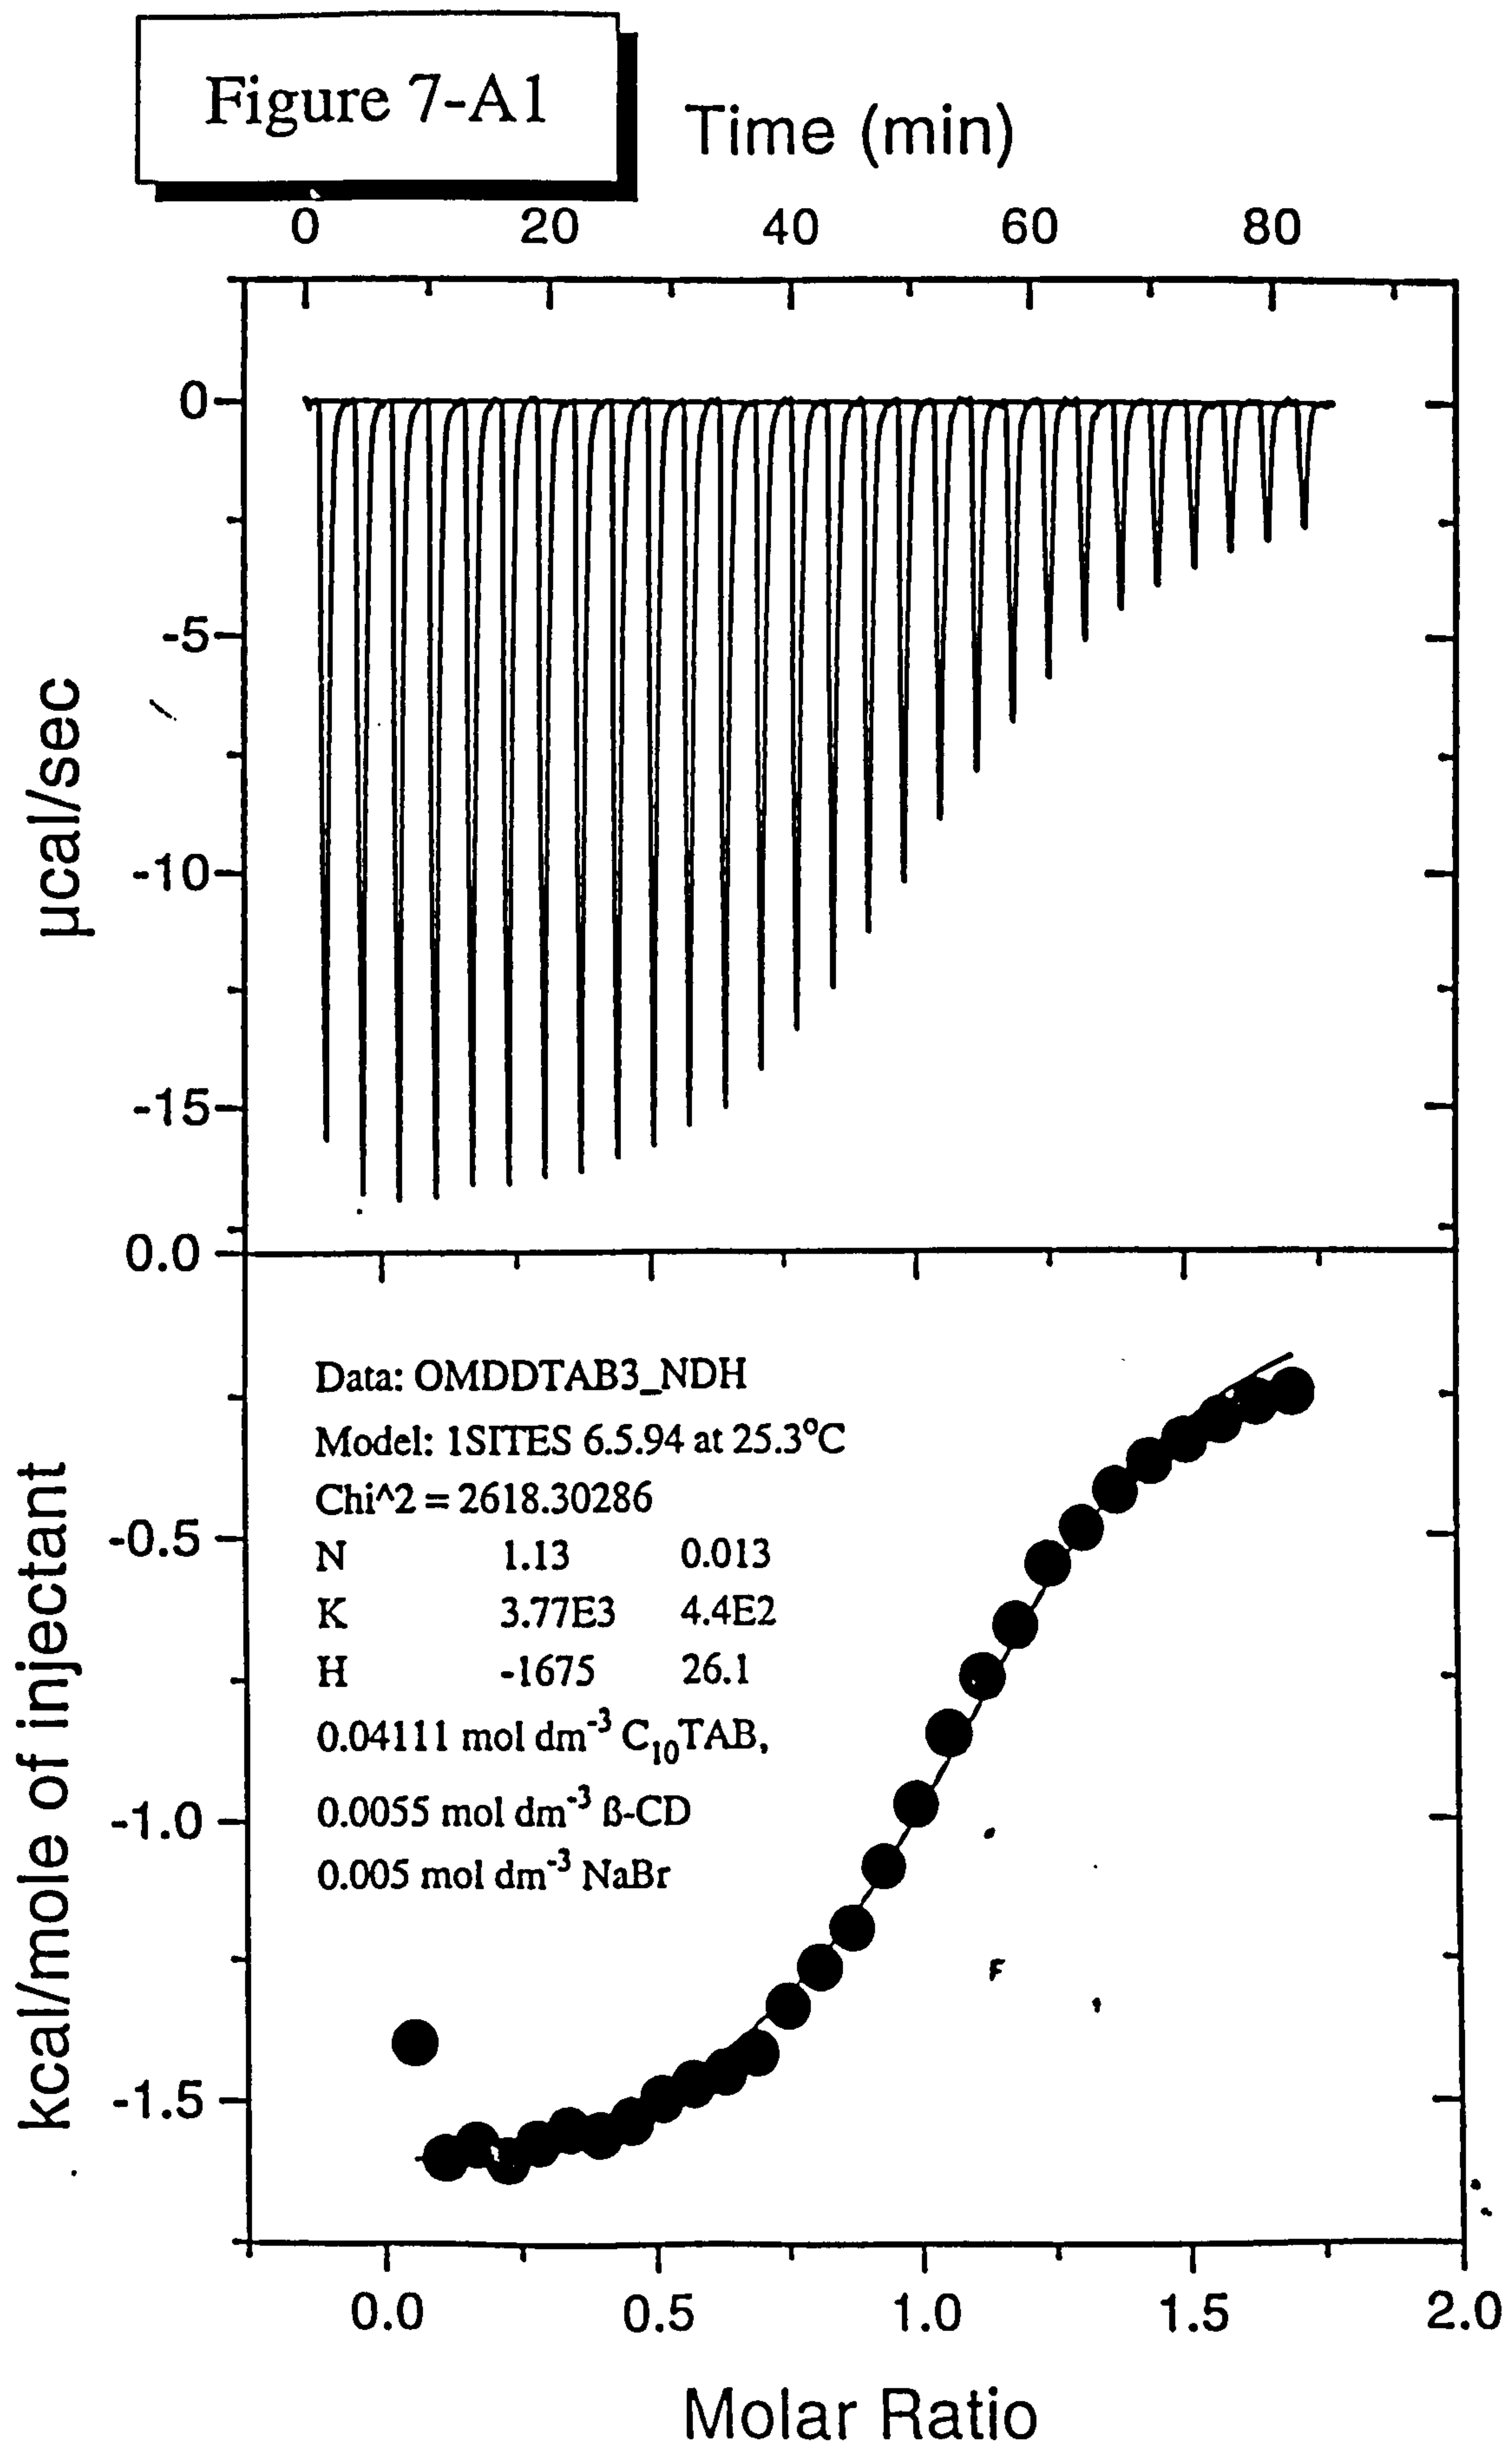 Figure 7-A1
Time (min)
0 20 40 60 80
0
-5
-10
-15
µcal/sec
0.0
-0.5
-1.0
-1.5
kcal/mole of injectant
Data: OMDDTAB3_NDH
Model: 1SITES 6.5.94 at 25.3°C
Chi^2 = 2618.30286
N 1.13 0.013
K 3.77E3 4.4E2
H -1675 26.1
0.04111 mol dm⁻³ C₁₀TAB,
0.0055 mol dm⁻³ ß-CD
0.005 mol dm⁻³ NaBr
0.0 0.5 1.0 1.5 2.0
Molar Ratio